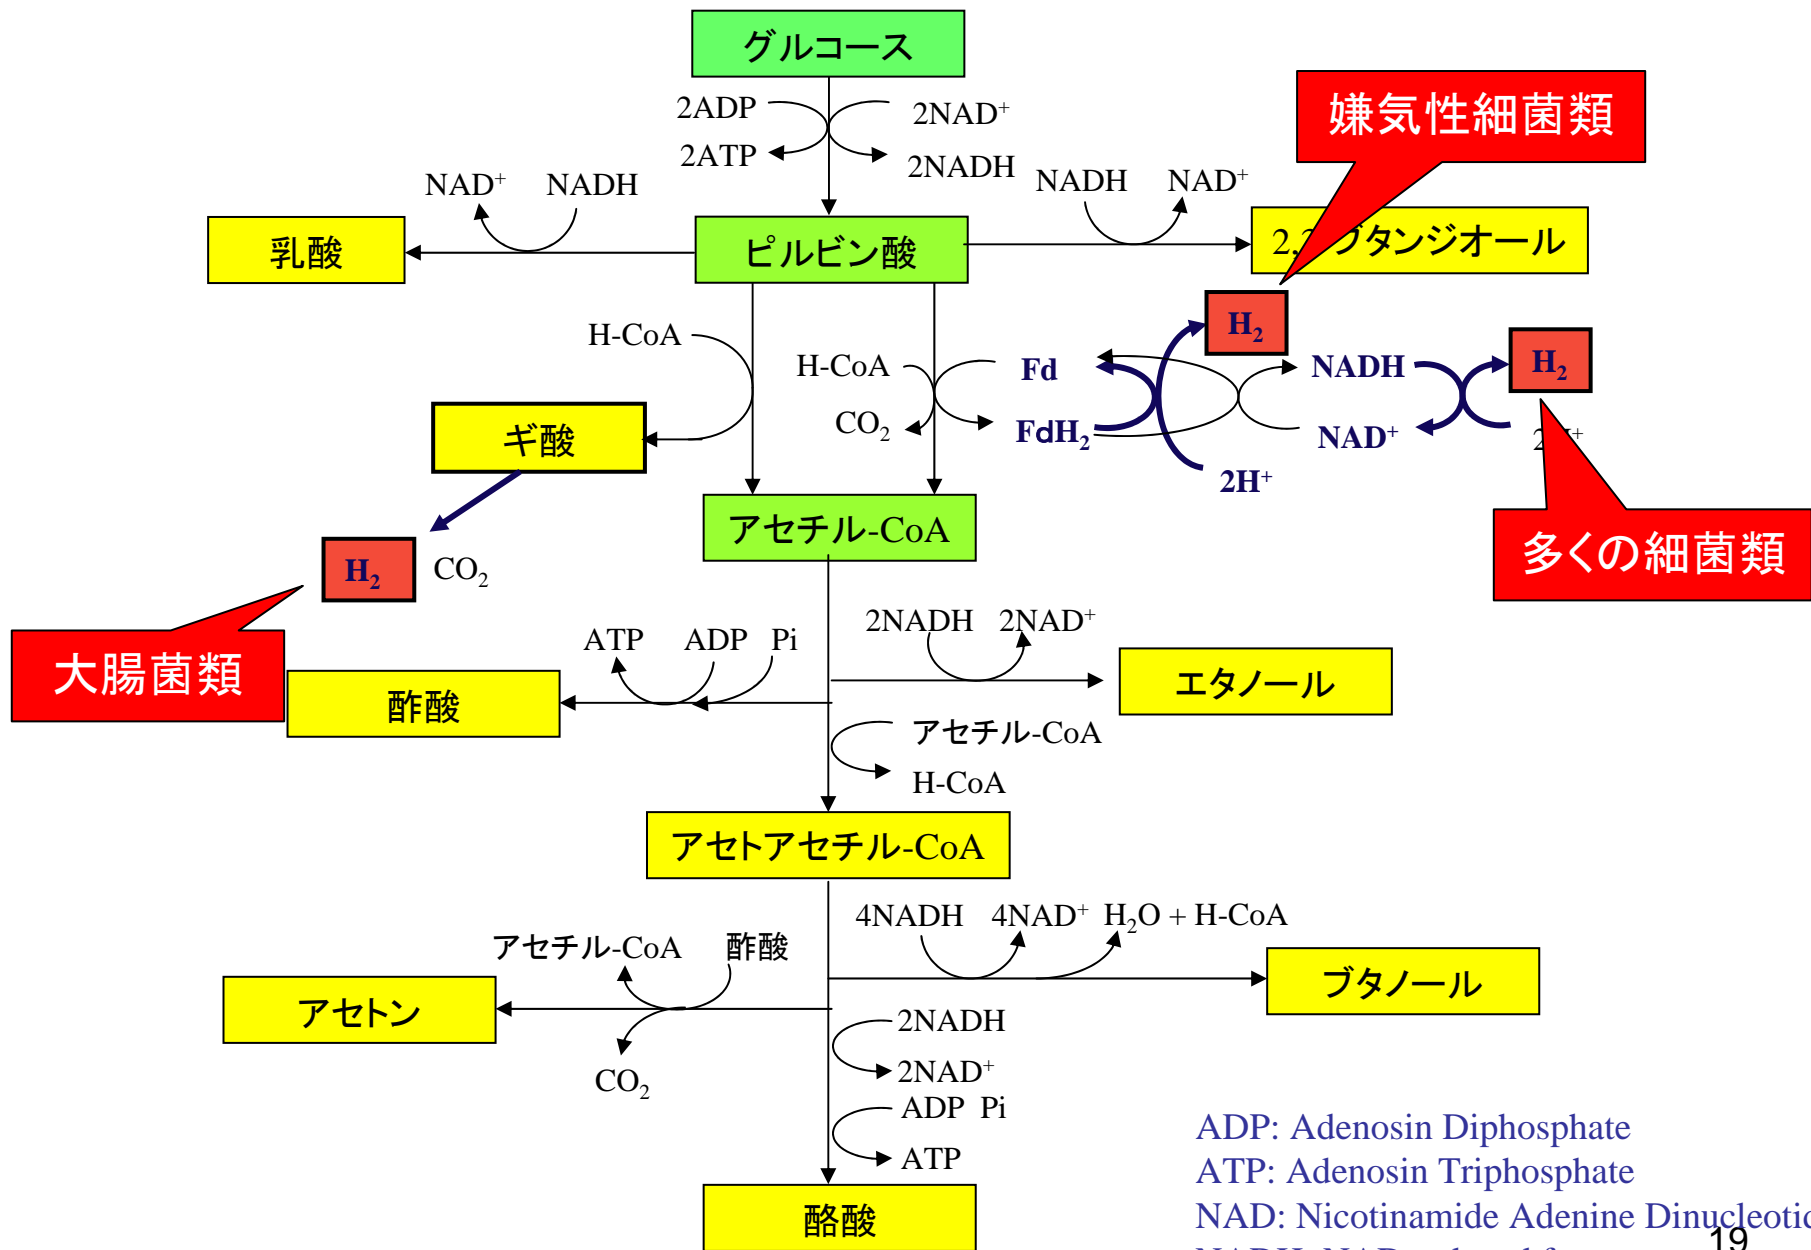 グルコース
2ADP
2NAD+
2ATP
2NADH
嫌気性細菌類
NAD+
NADH
NADH
NAD+
乳酸
ピルビン酸
2, ブタンジオール
H2
H-CoA
H-CoA
Fd
NADH
H2
CO2
FdH2
NAD+
2H+
ギ酸
アセチル-CoA
多くの細菌類
H2
CO2
大腸菌類
ATP
ADP
Pi
2NADH
2NAD+
酢酸
エタノール
アセチル-CoA
H-CoA
アセトアセチル-CoA
4NADH
4NAD+
H2O + H-CoA
アセチル-CoA
酢酸
アセトン
ブタノール
2NADH
CO2
2NAD+
ADP Pi
ATP
酪酸
ADP: Adenosin Diphosphate
ATP: Adenosin Triphosphate
NAD: Nicotinamide Adenine
19